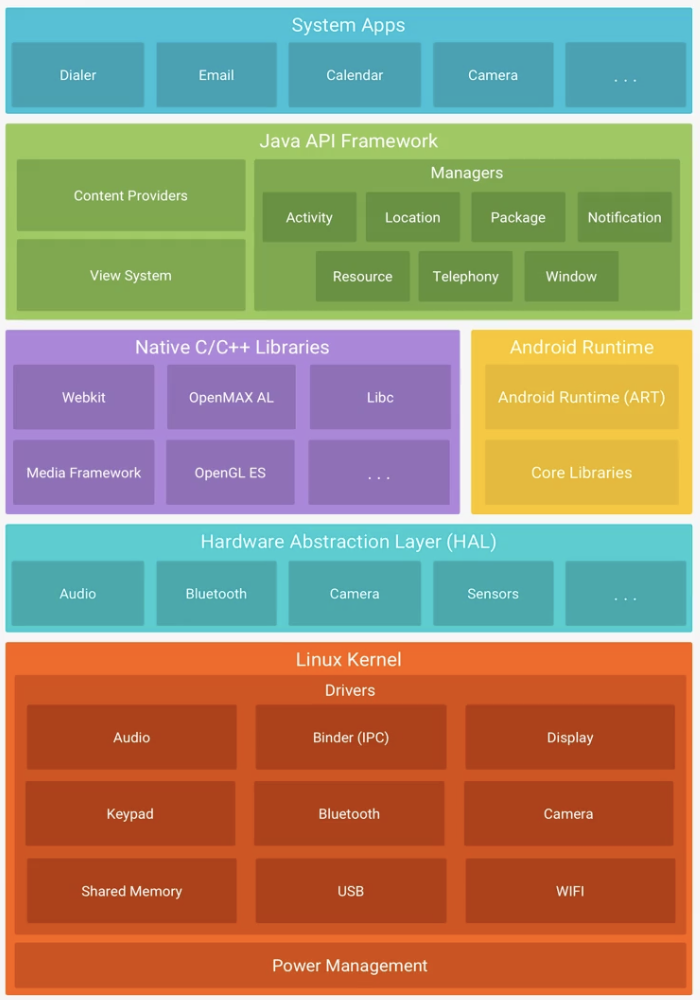 System Apps
Dialer
Email
Calendar
Camera
. . .
Java API Framework
Content Providers
View System
Managers
Activity
Location
Package
Notification
Resource
Telephony
Window
Native C/C++ Libraries
Webkit
OpenMAX AL
Libc
Media Framework
OpenGL ES
. . .
Android Runtime
Android Runtime (ART)
Core Libraries
Hardware Abstraction Layer (HAL)
Audio
Bluetooth
Camera
Sensors
. . .
Linux Kernel
Drivers
Audio
Binder (IPC)
Display
Keypad
Bluetooth
Camera
Shared Memory
USB
WIFI
Power Management